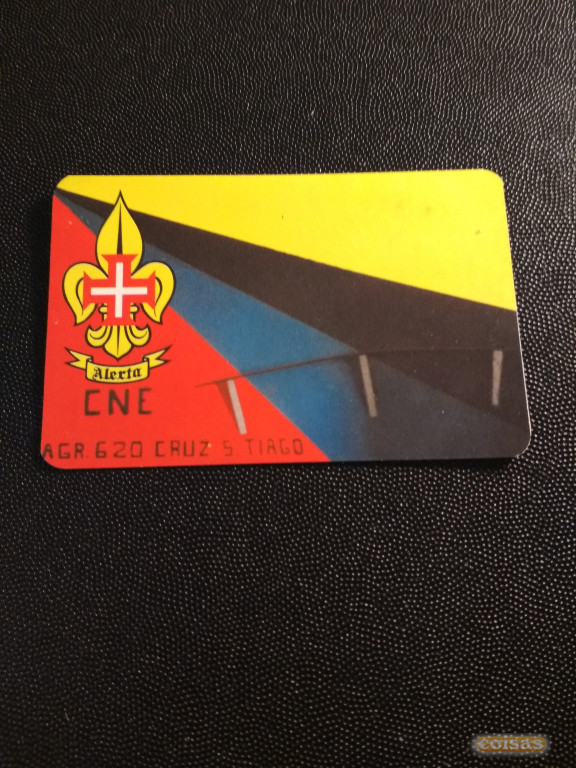 Alerta
CNE
AGR. 620 CRUZ S. TIAGO
coisas